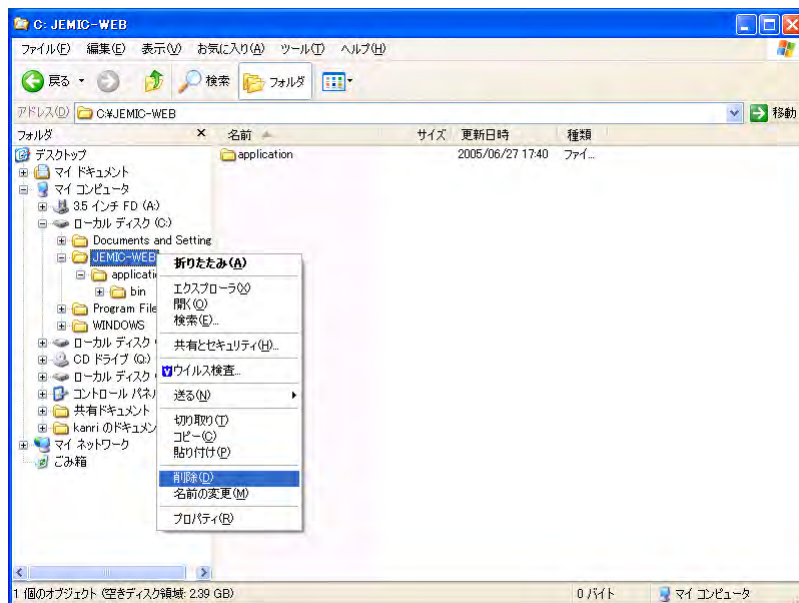 C: JEMIC-WEB
ファイル(F) 編集(E) 表示(V) お気に入り(A) ツール(T) ヘルプ(H)
戻る 検索 フォルダ
アドレス(D) C:¥JEMIC-WEB 移動
フォルダ × 名前 サイズ 更新日時 種類
デスクトップ
application 2005/06/27 17:40 ファイ...
マイ ドキュメント
マイ コンピュータ
3.5 インチ FD (A:)
ローカル ディスク (C:)
Documents and Setting
JEMIC-WEB
applicati
bin
Program File
WINDOWS
ローカル ディスク
CD ドライブ (Q:)
ローカル ディスク
コントロール パネ
共有ドキュメント
kanri のドキュメン
マイ ネットワーク
ごみ箱
折りたたみ(A)
エクスプローラ(X)
開く(O)
検索(E)...
共有とセキュリティ(H)...
ウイルス検査...
送る(N)
切り取り(T)
コピー(C)
貼り付け(P)
削除(D)
名前の変更(M)
プロパティ(R)
1 個のオブジェクト (空きディスク領域: 2.39 GB) 0 バイト マイ コンピュータ